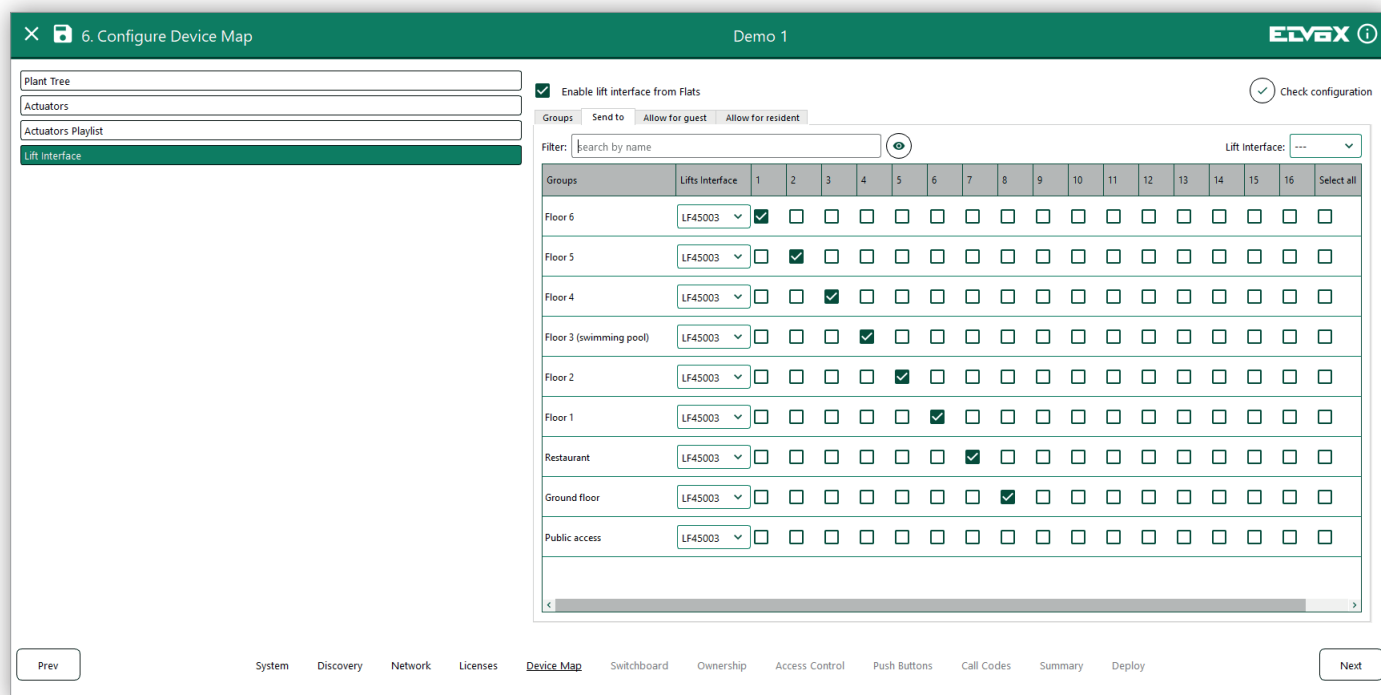 6. Configure Device Map
Demo 1
ELVOX
Plant Tree
Actuators
Actuators Playlist
Lift Interface
Enable lift interface from Flats
Check configuration
Groups Send to Allow for guest Allow for resident
Filter: search by name
Lift Interface: ---
Groups Lifts Interface 1 2 3 4 5 6 7 8 9 10 11 12 13 14 15 16 Select all
Floor 6 LF45003
Floor 5 LF45003
Floor 4 LF45003
Floor 3 (swimming pool) LF45003
Floor 2 LF45003
Floor 1 LF45003
Restaurant LF45003
Ground floor LF45003
Public access LF45003
Prev System Discovery Network Licenses Device Map Switchboard Ownership Access Control Push Buttons Call Codes Summary Deploy Next